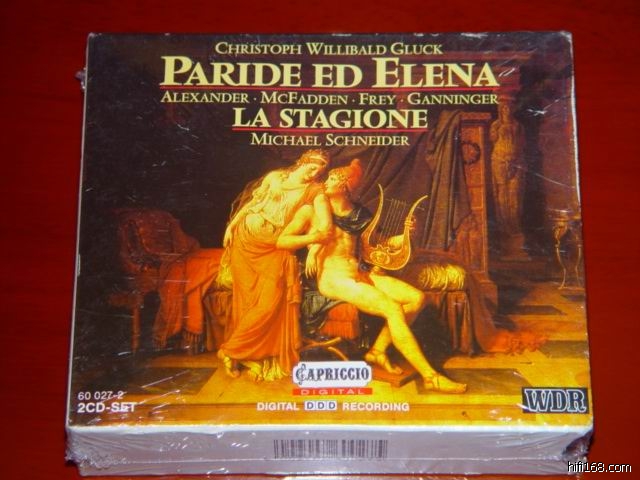 CHRISTOPH WILLIBALD GLUCK
PARIDE ED ELENA
ALEXANDER · MCFADDEN · FREY · GANNINGER
LA STAGIONE
MICHAEL SCHNEIDER
CAPRICCIO
DIGITAL
60 027-2
2CD-SET
DIGITAL DDD RECORDING
WDR
hifi168.com